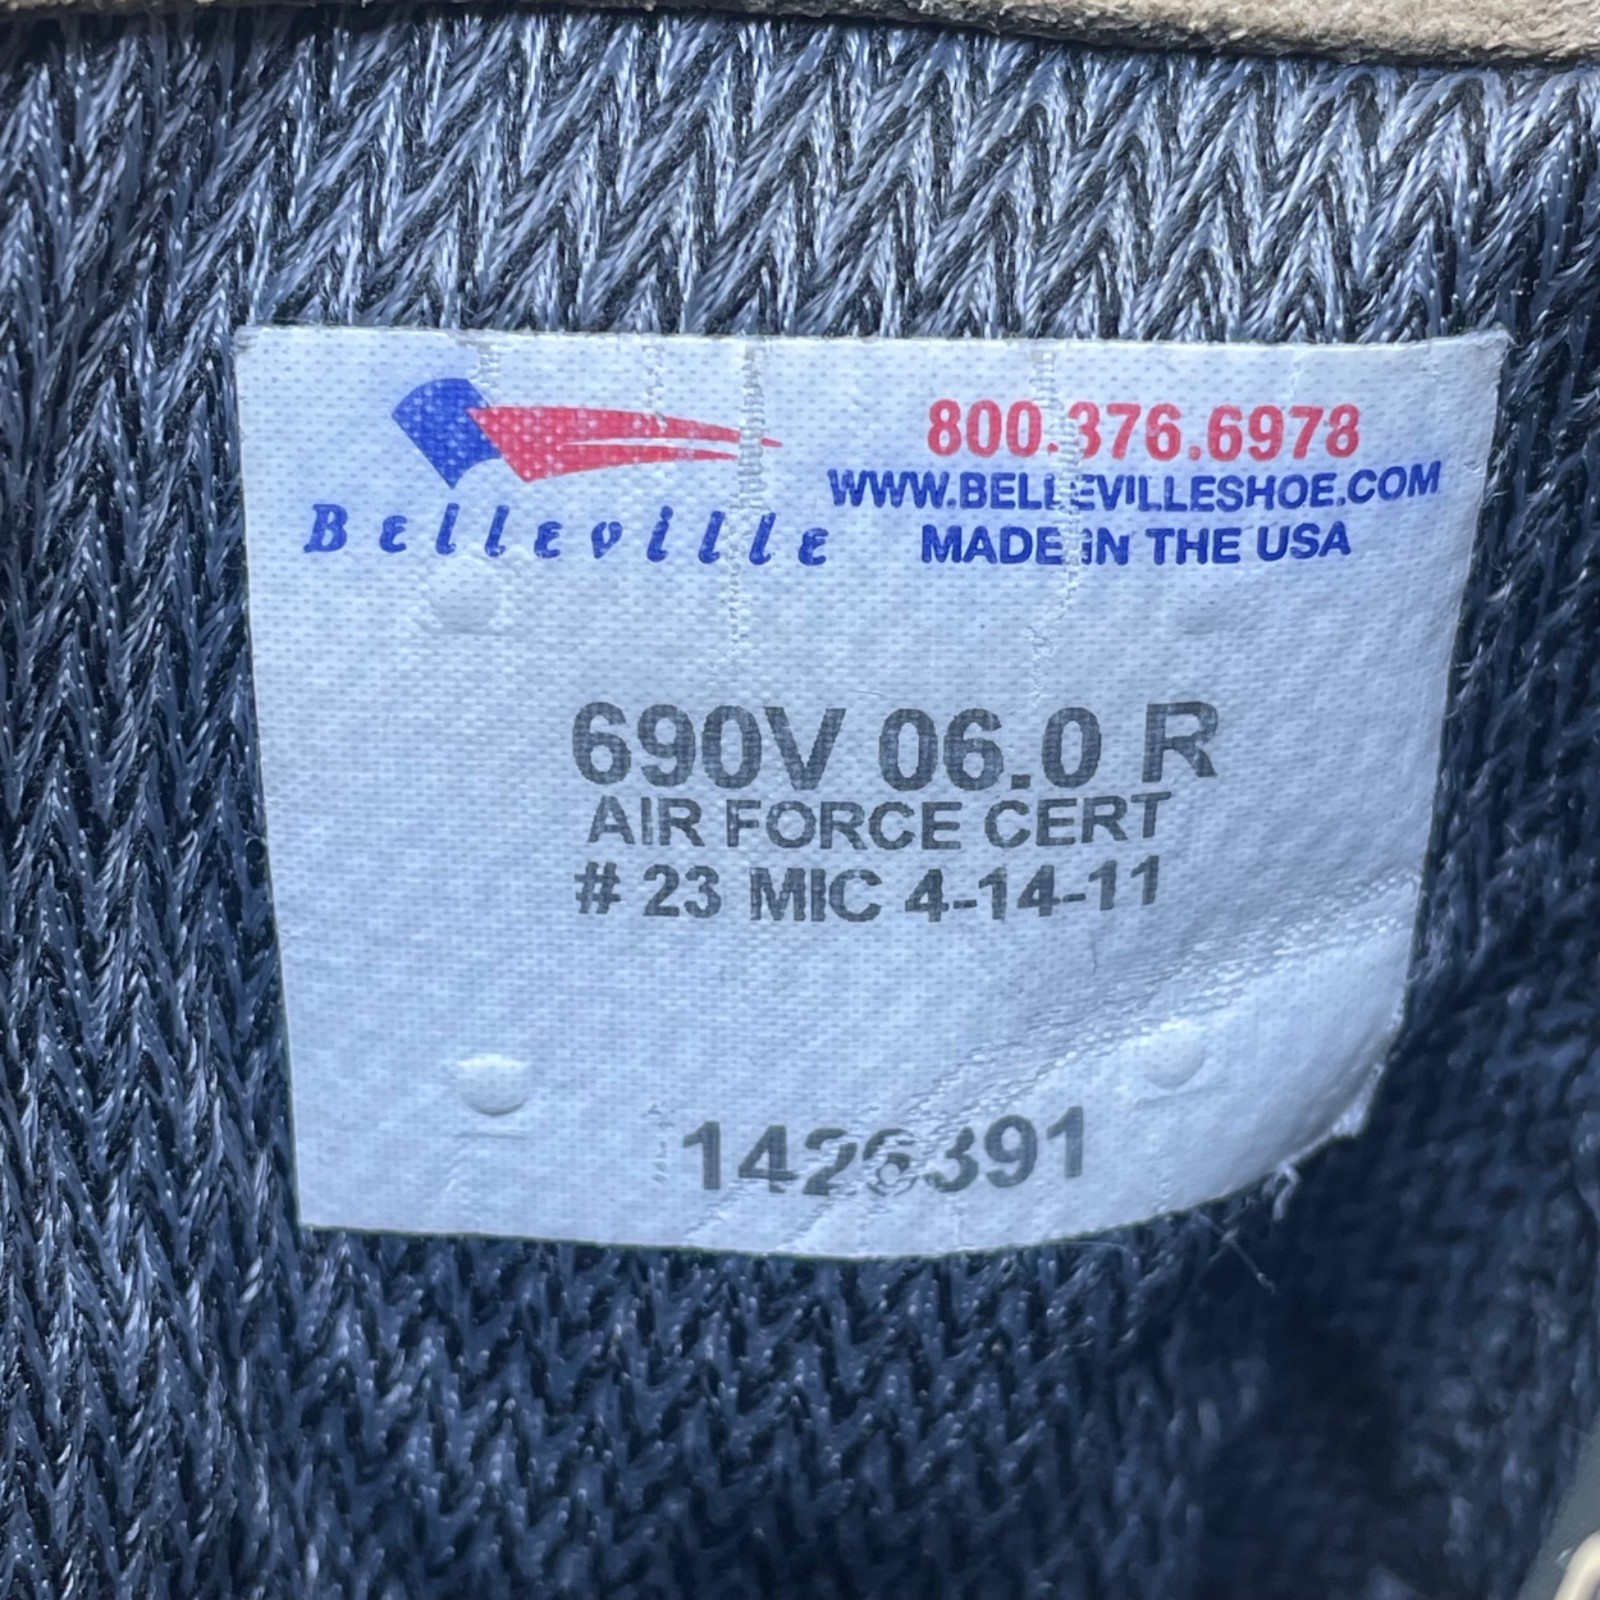 Belleville
800.376.6978
WWW.BELLEVILLESHOE.COM
MADE IN THE USA
690V 06.0 R
AIR FORCE CERT
# 23 MIC 4-14-11
1426391